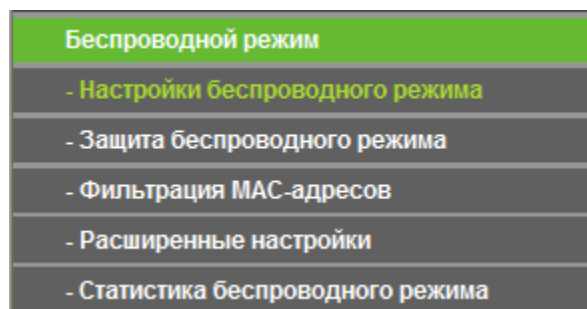 Беспроводной режим
- Настройки беспроводного режима
- Защита беспроводного режима
- Фильтрация MAC-адресов
- Расширенные настройки
- Статистика беспроводного режима